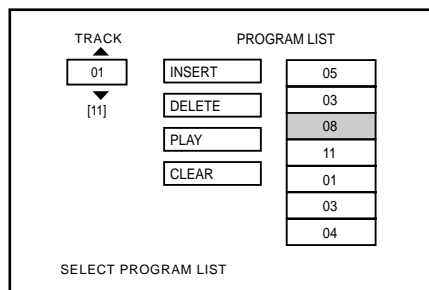 TRACK
01
[11]
INSERT
DELETE
PLAY
CLEAR
PROGRAM LIST
05
03
08
11
01
03
04
SELECT PROGRAM LIST